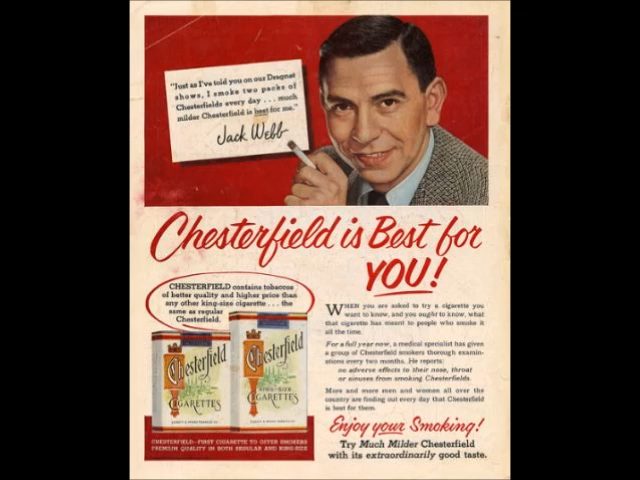 "Just as I've told you on our Dragnet
shows, I smoke two packs of
Chesterfields every day . . . much
milder Chesterfield is best for me."
Jack Webb
Chesterfield is Best for
YOU!
CHESTERFIELD contains tobaccos
of better quality and higher price than
any other king-size cigarette . . . the
same as regular
Chesterfield.
Chesterfield
CIGARETTES
Chesterfield
KING-SIZE
CIGARETTES
CHESTERFIELD—FIRST CIGARETTE TO OFFER SMOKERS
PREMIUM QUALITY IN BOTH REGULAR AND KING-SIZE
WHEN you are asked to try a cigarette you
want to know, and you ought to know, what
that cigarette has meant to people who smoke it
all the time.
For a full year now, a medical specialist has given
a group of Chesterfield smokers thorough examin-
ations every two months. He reports:
no adverse effects to their nose, throat
or sinuses from smoking Chesterfields.
More and more men and women all over the
country are finding out every day that Chesterfield
is best for them.
Enjoy your Smoking!
Try Much Milder Chesterfield
with its extraordinarily good taste.